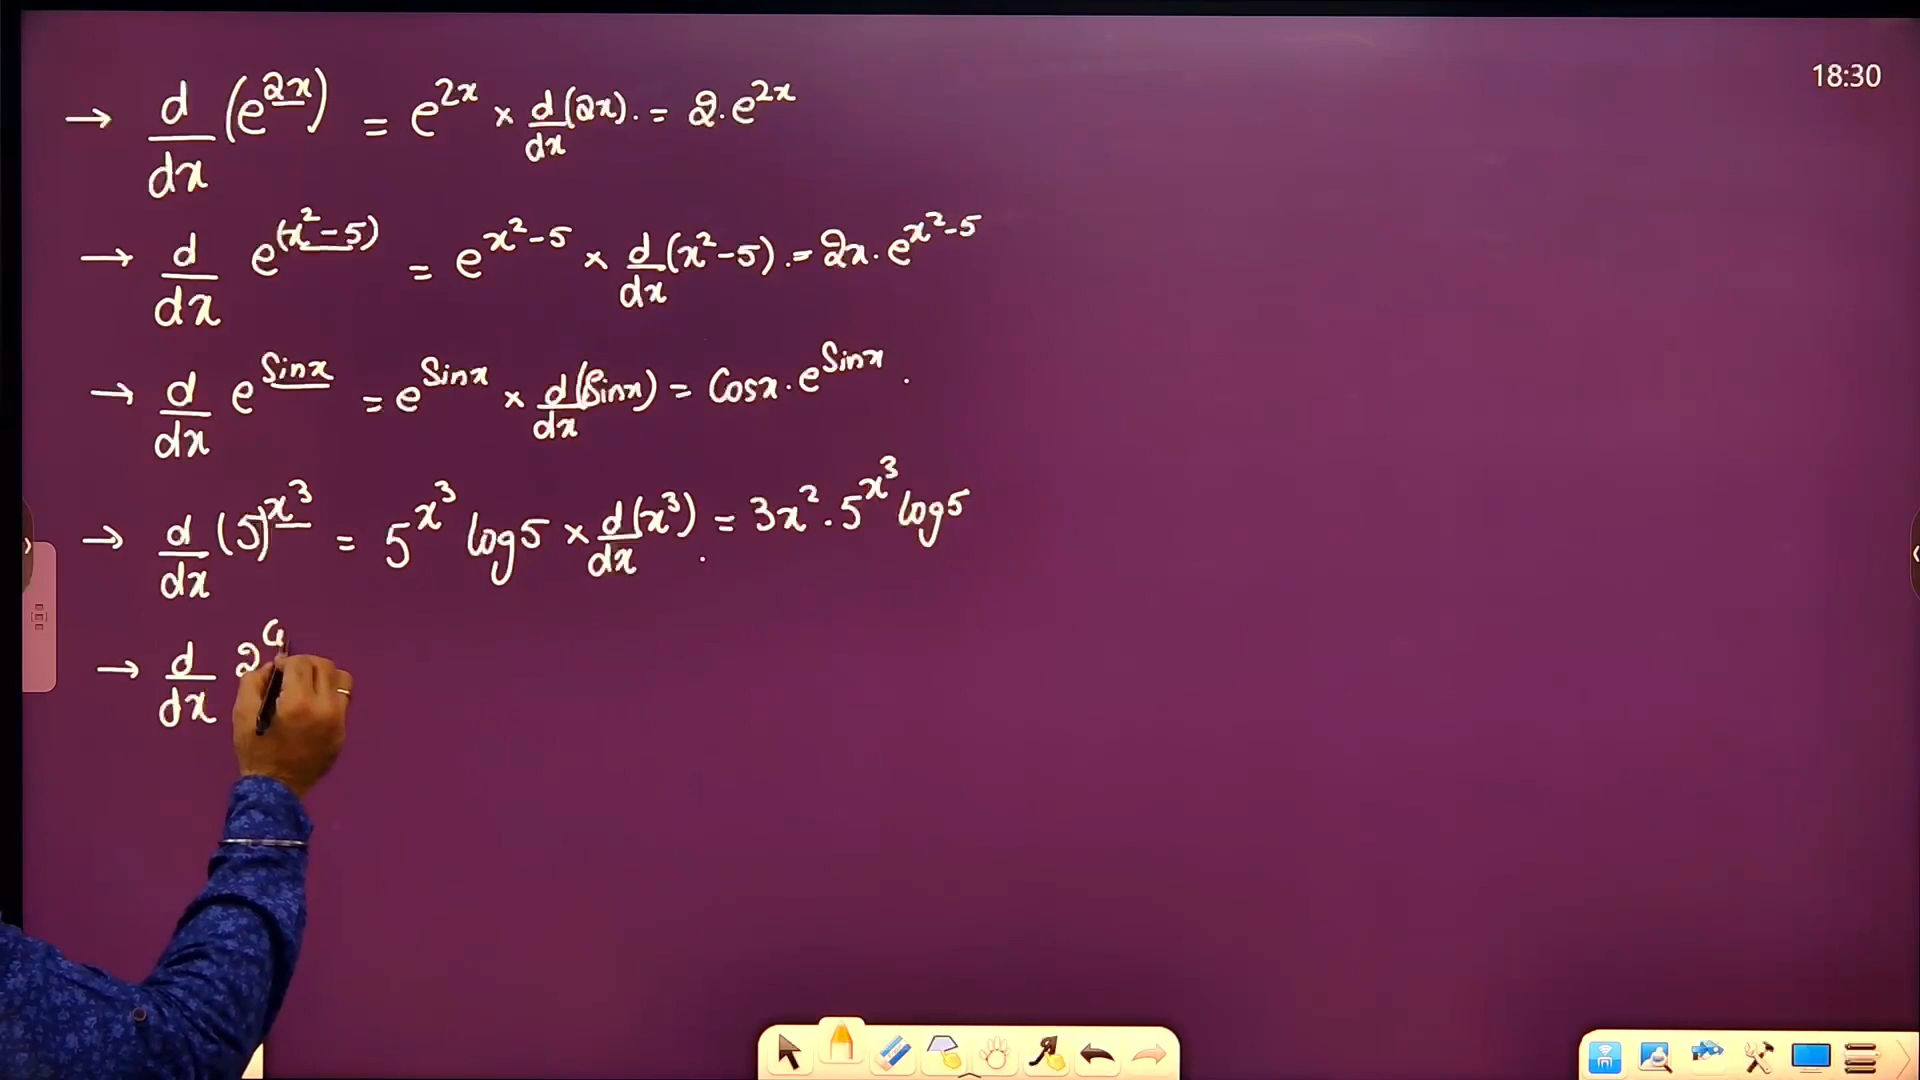 18:30
→ d/dx (e^2x) = e^2x × d/dx (2x). = 2.e^2x
→ d/dx e^(x²-5) = e^x²-5 × d/dx (x²-5). = 2x.e^x²-5
→ d/dx e^Sinx = e^Sinx × d/dx (Sinx) = Cosx.e^Sinx .
→ d/dx (5)^x³ = 5^x³ log5 × d/dx (x³) = 3x².5^x³ log5
→ d/dx 2